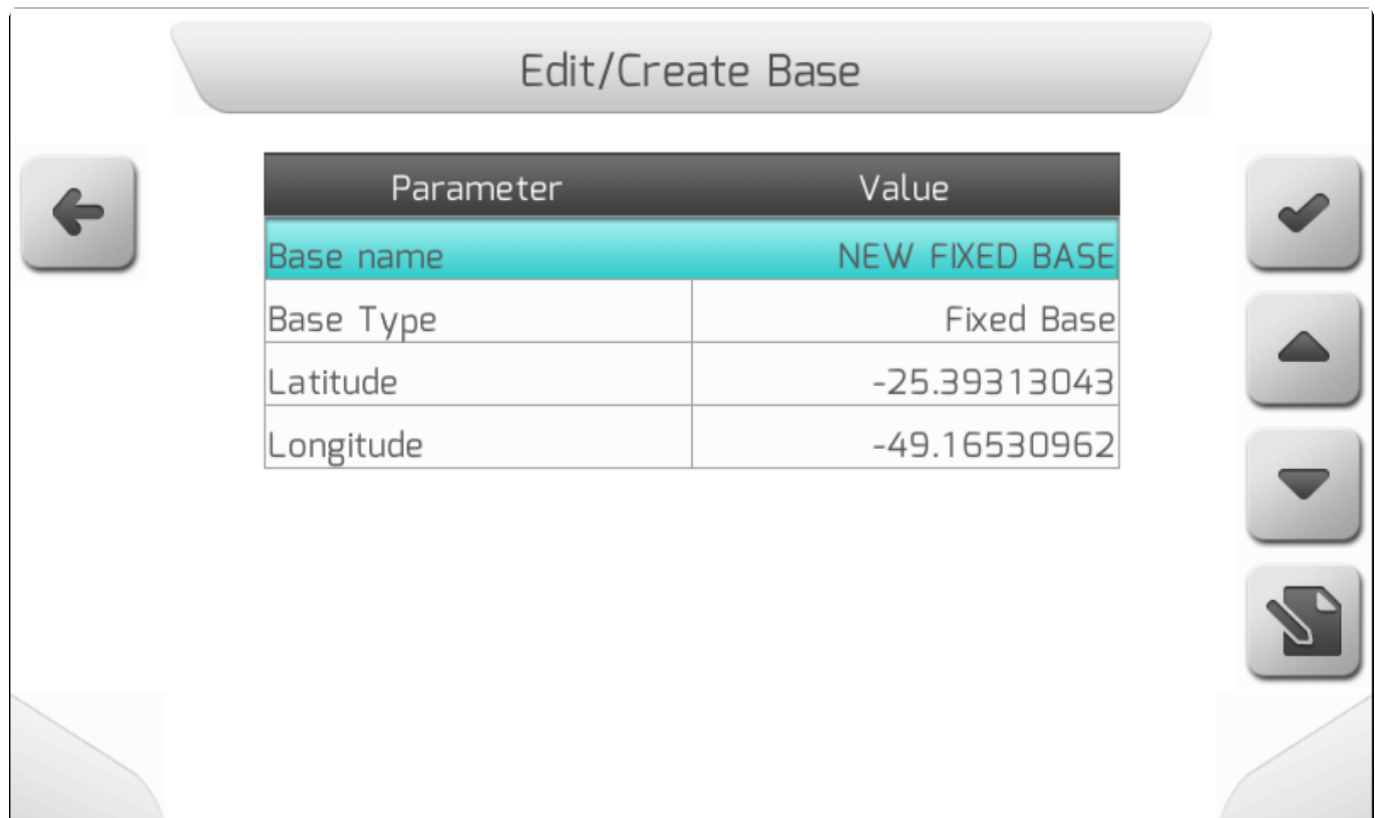 Edit/Create Base
Parameter Value
Base name NEW FIXED BASE
Base Type Fixed Base
Latitude -25.39313043
Longitude -49.16530962